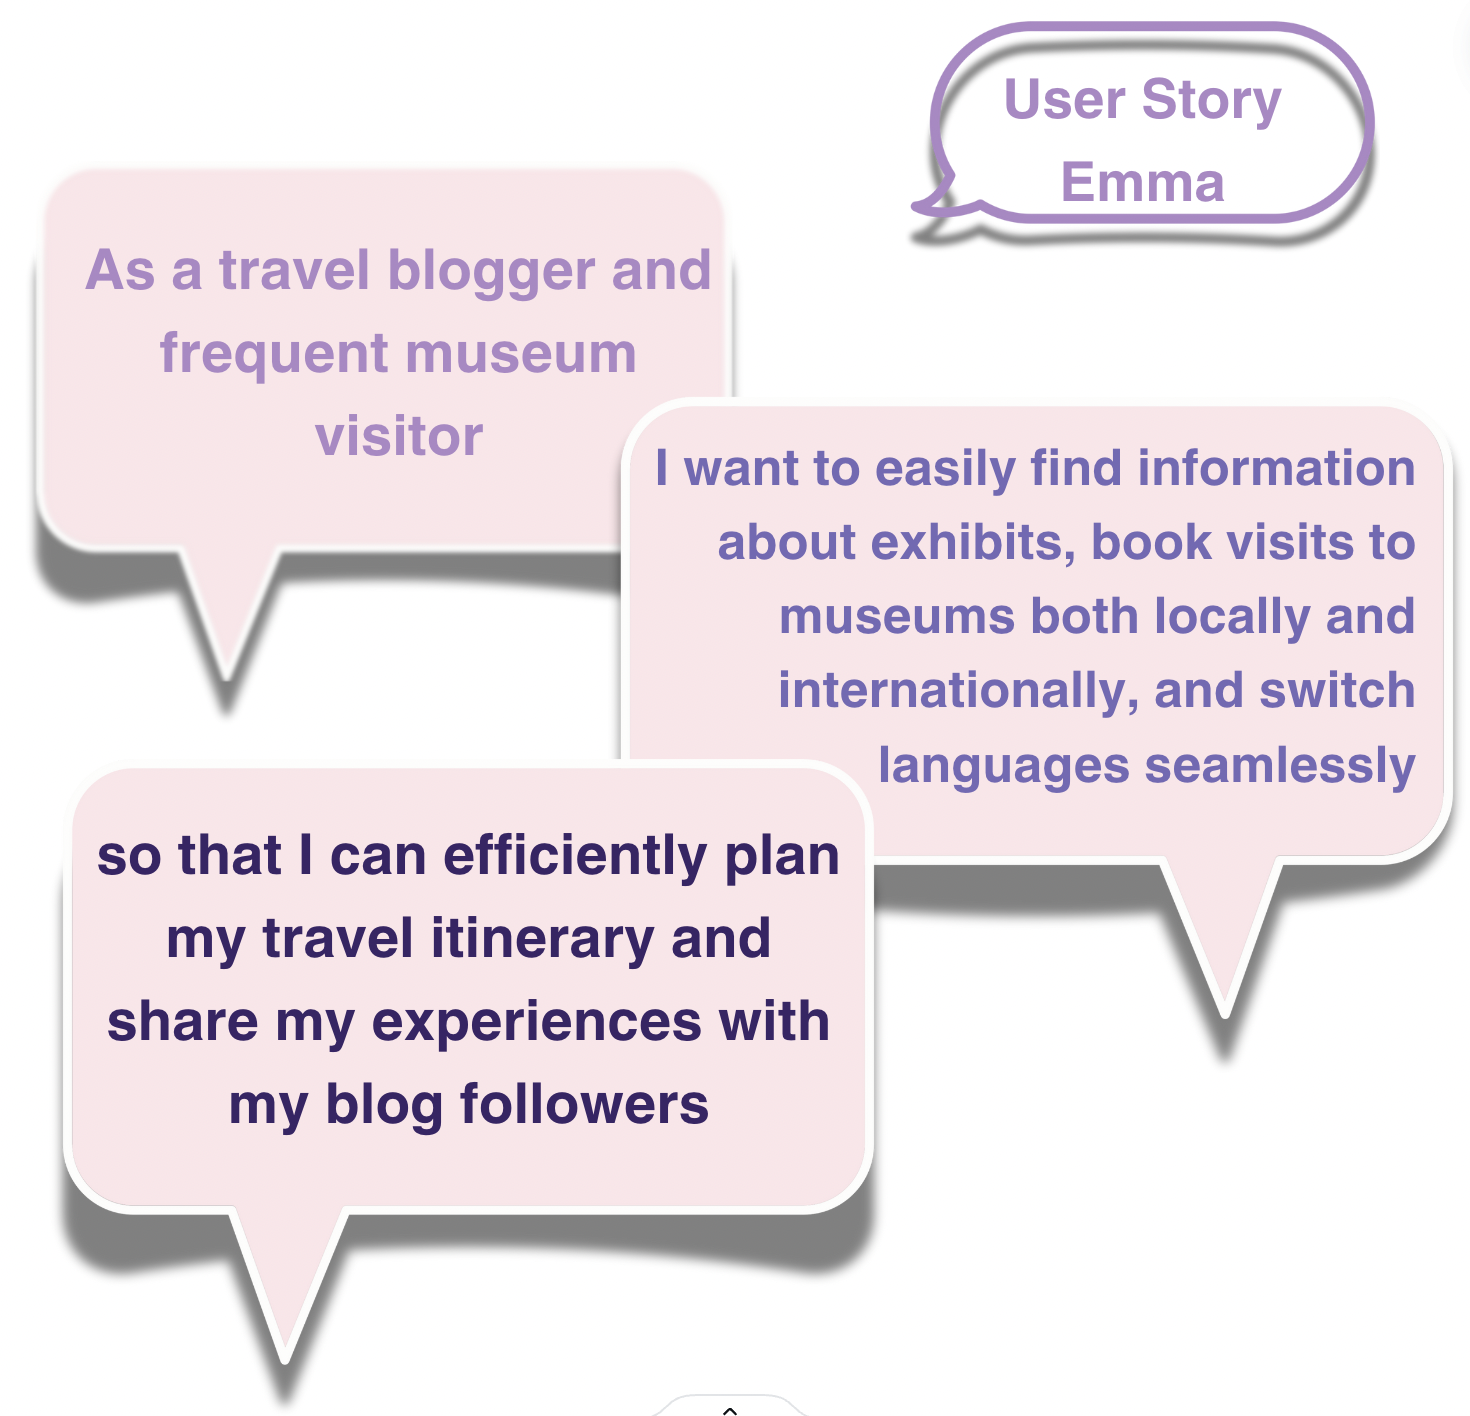 User Story
Emma
As a travel blogger and
frequent museum
visitor
I want to easily find information
about exhibits, book visits to
museums both locally and
internationally, and switch
languages seamlessly
so that I can efficiently plan
my travel itinerary and
share my experiences with
my blog followers